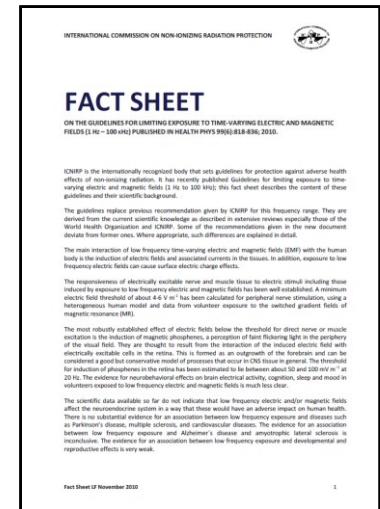 INTERNATIONAL COMMISSION ON NON-IONIZING RADIATION PROTECTION
FACT SHEET
ON THE GUIDELINES FOR LIMITING EXPOSURE TO TIME-VARYING ELECTRIC AND MAGNETIC
FIELDS (1 Hz – 100 kHz) PUBLISHED IN HEALTH PHYS 99(6):818-836; 2010.
ICNIRP is the internationally recognized body that sets guidelines for protection against adverse health
effects of non-ionizing radiation. It has recently published Guidelines for limiting exposure to time-
varying electric and magnetic fields (1 Hz to 100 kHz); this fact sheet describes the content of these
guidelines and their scientific background.
The guidelines replace previous recommendation given by ICNIRP for this frequency range. They are
derived from the current scientific knowledge as described in extensive reviews especially those of the
World Health Organization and ICNIRP. Some of the recommendations given in the new document
deviate from former ones. Where appropriate, such differences are explained in detail.
The main interaction of low frequency time-varying electric and magnetic fields (EMF) with the human
body is the induction of electric fields and associated currents in the tissues. In addition, exposure to low
frequency electric fields can cause surface electric charge effects.
The responsiveness of electrically excitable nerve and muscle tissue to electric stimuli including those
induced by exposure to low frequency electric and magnetic fields has been well established. A minimum
electric field threshold of about 4-6 V m⁻¹ has been calculated for peripheral nerve stimulation, using a
heterogeneous human model and data from volunteer exposure to the switched gradient fields of
magnetic resonance (MR).
The most robustly established effect of electric fields below the threshold for direct nerve or muscle
excitation is the induction of magnetic phosphenes, a perception of faint flickering light in the periphery
of the visual field. They are thought to result from the interaction of the induced electric field with
electrically excitable cells in the retina. This is formed as an outgrowth of the forebrain and can be
considered a good but conservative model of processes that occur in CNS tissue in general. The threshold
for induction of phosphenes in the retina has been estimated to lie between about 50 and 100 mV m⁻¹ at
20 Hz. The evidence for neurobehavioral effects on brain electrical activity, cognition, sleep and mood in
volunteers exposed to low frequency electric and magnetic fields is much less clear.
The scientific data available so far do not indicate that low frequency electric and/or magnetic fields
affect the neuroendocrine system in a way that these would have an adverse impact on human health.
There is no substantial evidence for an association between low frequency exposure and diseases such
as Parkinson's disease, multiple sclerosis, and cardiovascular diseases. The evidence for an association
between low frequency exposure and Alzheimer's disease and amyotrophic lateral sclerosis is
inconclusive. The evidence for an association between low frequency exposure and developmental and
reproductive effects is very weak.
Fact Sheet LF November 2010 1